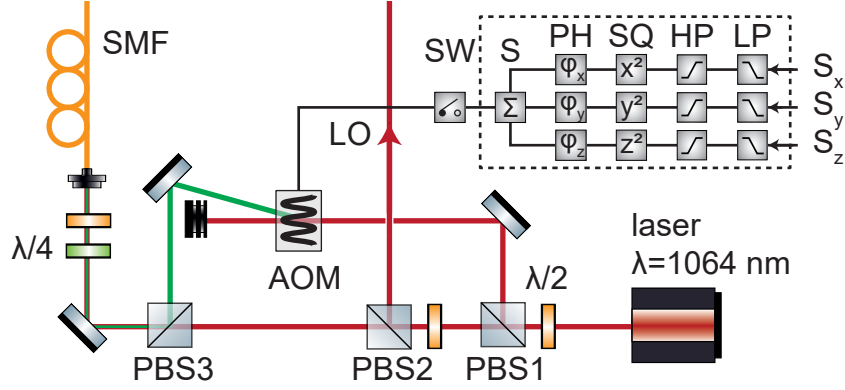 SMF
SW
S
PH
SQ
HP
LP
φx
x²
Sx
Σ
φy
y²
Sy
φz
z²
Sz
LO
λ/4
AOM
λ/2
laser
λ=1064 nm
PBS3
PBS2
PBS1